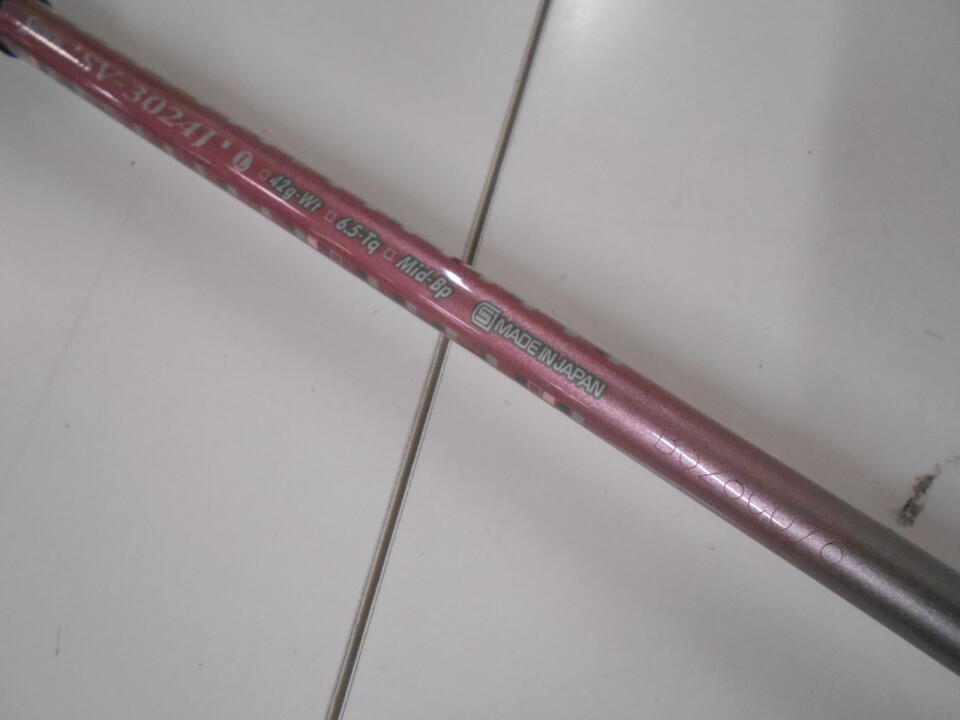 SV-3024J • L □ 42g-Wt □ 6.5-Tq □ Mid-Bp MADE IN JAPAN